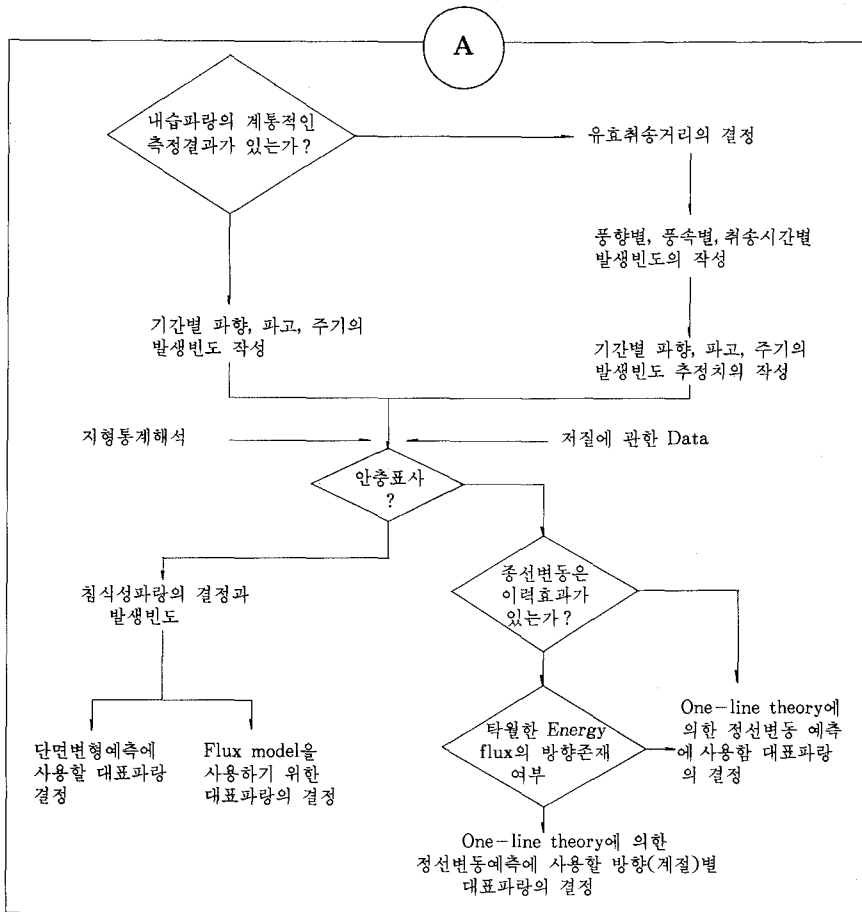 A
내습파랑의 계통적인
측정결과가 있는가?
유효취송거리의 결정
풍향별, 풍속별, 취송시간별
발생빈도의 작성
기간별 파향, 파고, 주기의
발생빈도 작성
기간별 파향, 파고, 주기의
발생빈도 추정치의 작성
지형통계해석
저질에 관한 Data
안충표사
?
종선변동은
이력효과가
있는가?
침식성파랑의 결정과
발생빈도
단면변형예측에
사용할 대표파랑
결정
Flux model을
사용하기 위한
대표파랑의 결정
탁월한 Energy
flux의 방향존재
여부
One-line theory에
의한 정선변동 예측
에 사용함 대표파랑
의 결정
One-line theory에 의한
정선변동예측에 사용할 방향(계절)별
대표파랑의 결정